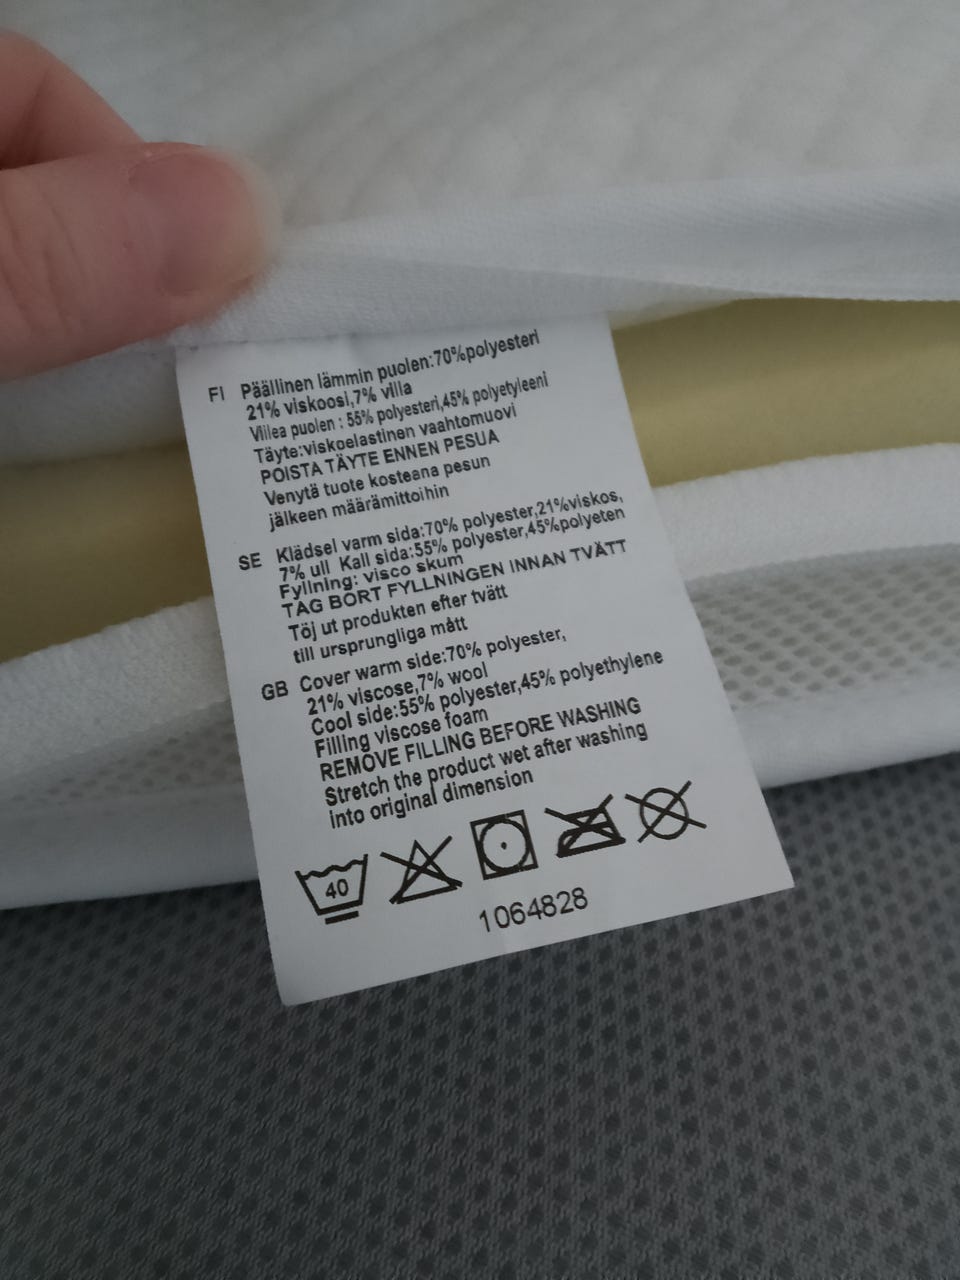 FI Päällinen lämmin puolen:70%polyesteri
21% viskoosi,7% villa
Viilea puolen : 55% polyesteri,45% polyetyleeni
Täyte:viskoelastinen vaahtomuovi
POISTA TÄYTE ENNEN PESUA
Venytä tuote kosteana pesun
jälkeen määrämittoihin
SE Klädsel varm sida:70% polyester,21%viskos,
7% ull Kall sida:55% polyester,45%polyeten
Fyllning: visco skum
TAG BORT FYLLNINGEN INNAN TVÄTT
Töj ut produkten efter tvätt
till ursprungliga mått
GB Cover warm side:70% polyester,
21% viscose,7% wool
Cool side:55% polyester,45% polyethylene
Filling viscose foam
REMOVE FILLING BEFORE WASHING
Stretch the product wet after washing
into original dimension
40
1064828